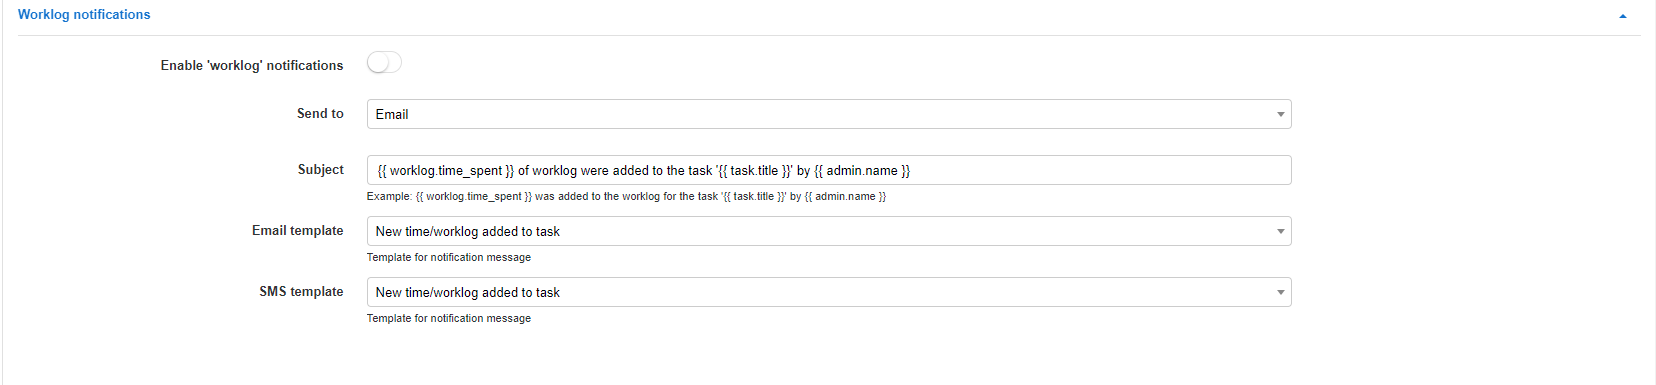 Worklog notifications
Enable 'worklog' notifications
Send to
Email
Subject
{{ worklog.time_spent }} of worklog were added to the task '{{ task.title }}' by {{ admin.name }}
Example: {{ worklog.time_spent }} was added to the worklog for the task '{{ task.title }}' by {{ admin.name }}
Email template
New time/worklog added to task
Template for notification message
SMS template
New time/worklog added to task
Template for notification message